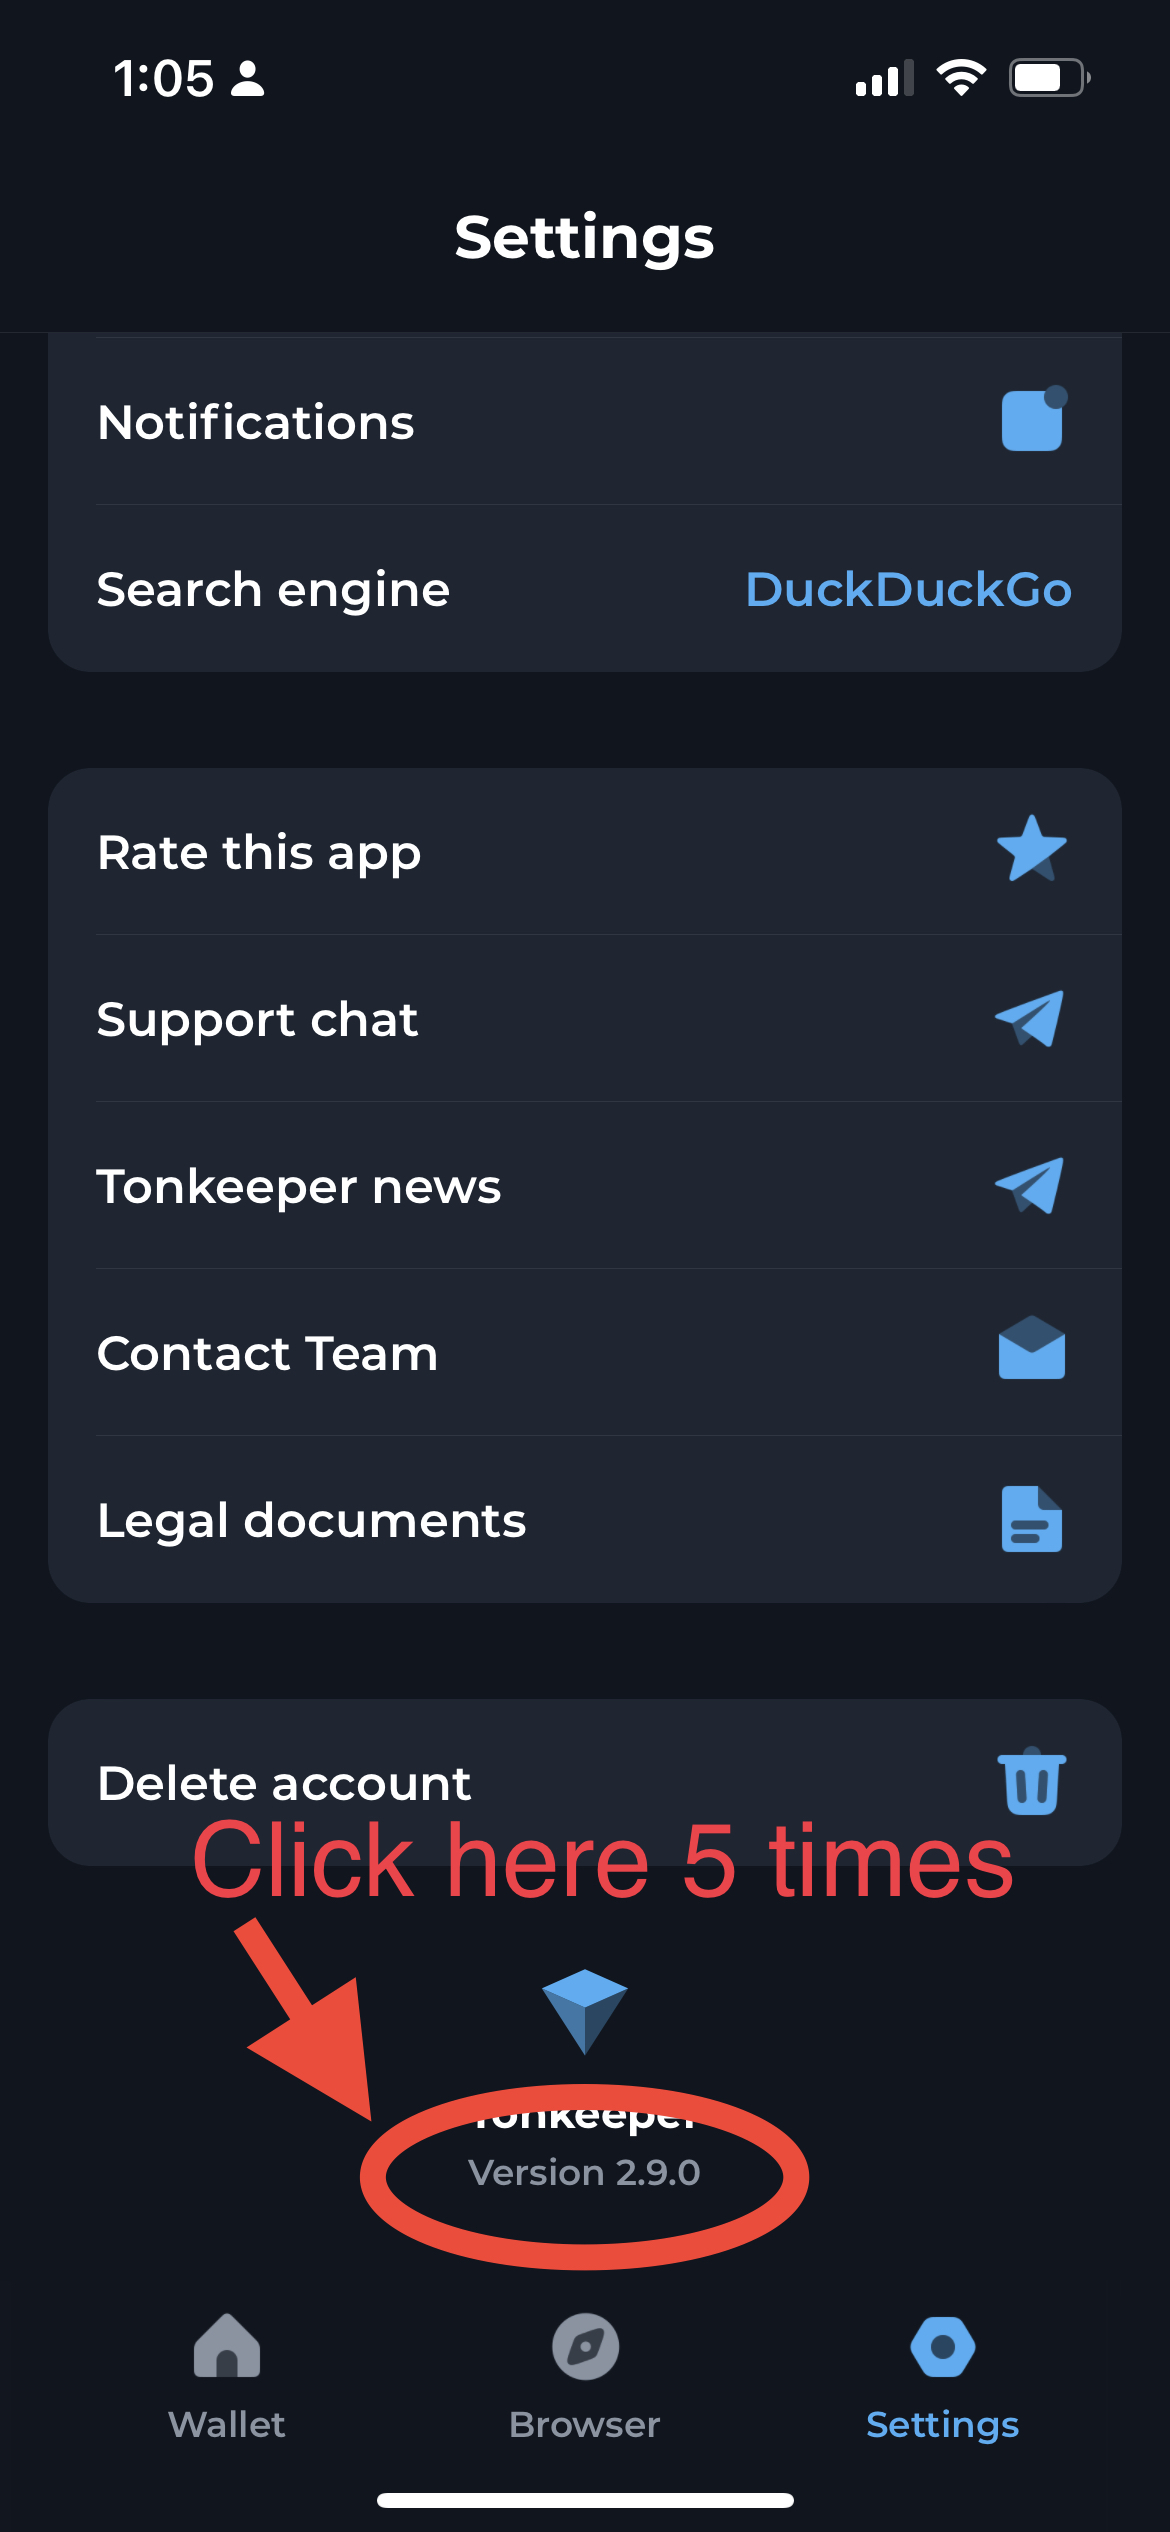 1:05
Settings
Notifications
Search engine DuckDuckGo
Rate this app
Support chat
Tonkeeper news
Contact Team
Legal documents
Delete account
Click here 5 times
Tonkeeper
Version 2.9.0
Wallet Browser Settings